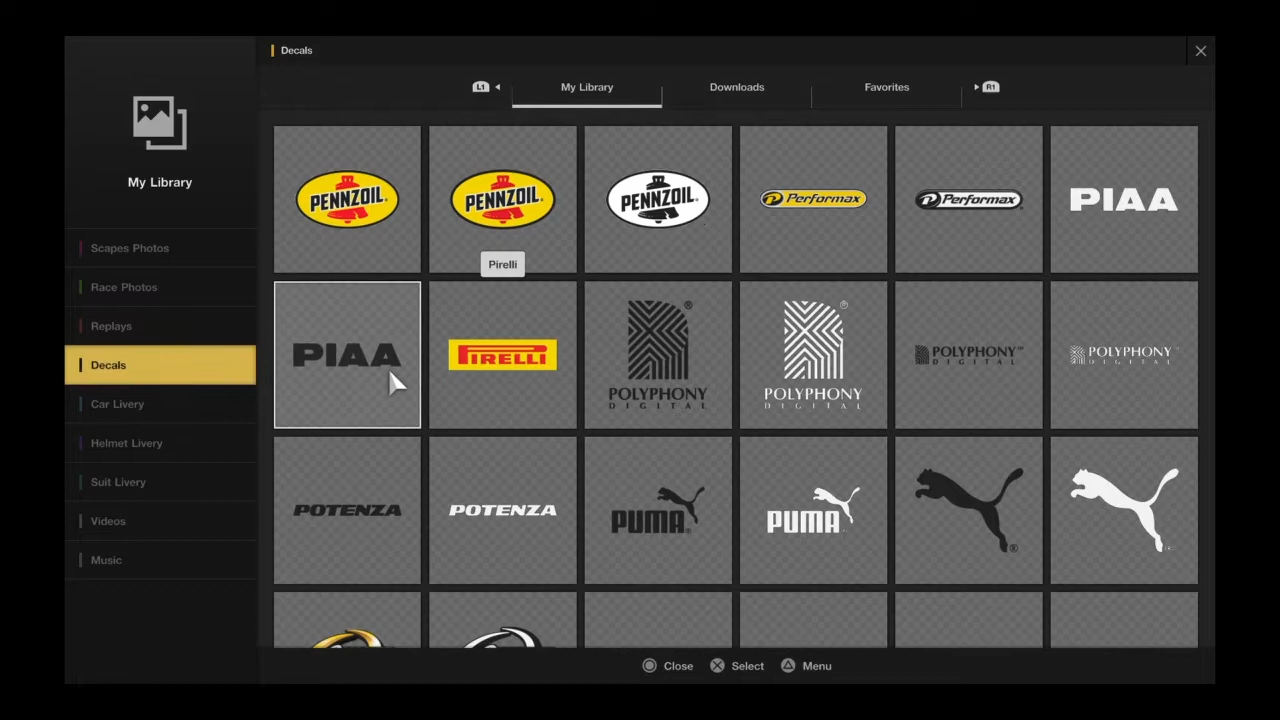 Decals
My Library
L1
My Library
Downloads
Favorites
R1
Scapes Photos
Race Photos
Replays
Decals
Car Livery
Helmet Livery
Suit Livery
Videos
Music
PENNZOIL®
PENNZOIL®
PENNZOIL®
Performax
Performax
PIAA
Pirelli
PIAA
PIRELLI
®
POLYPHONY
DIGITAL
®
POLYPHONY
DIGITAL
POLYPHONY™
DIGITAL
POLYPHONY™
DIGITAL
POTENZA
POTENZA
PUMA®
PUMA
®
Close
Select
Menu